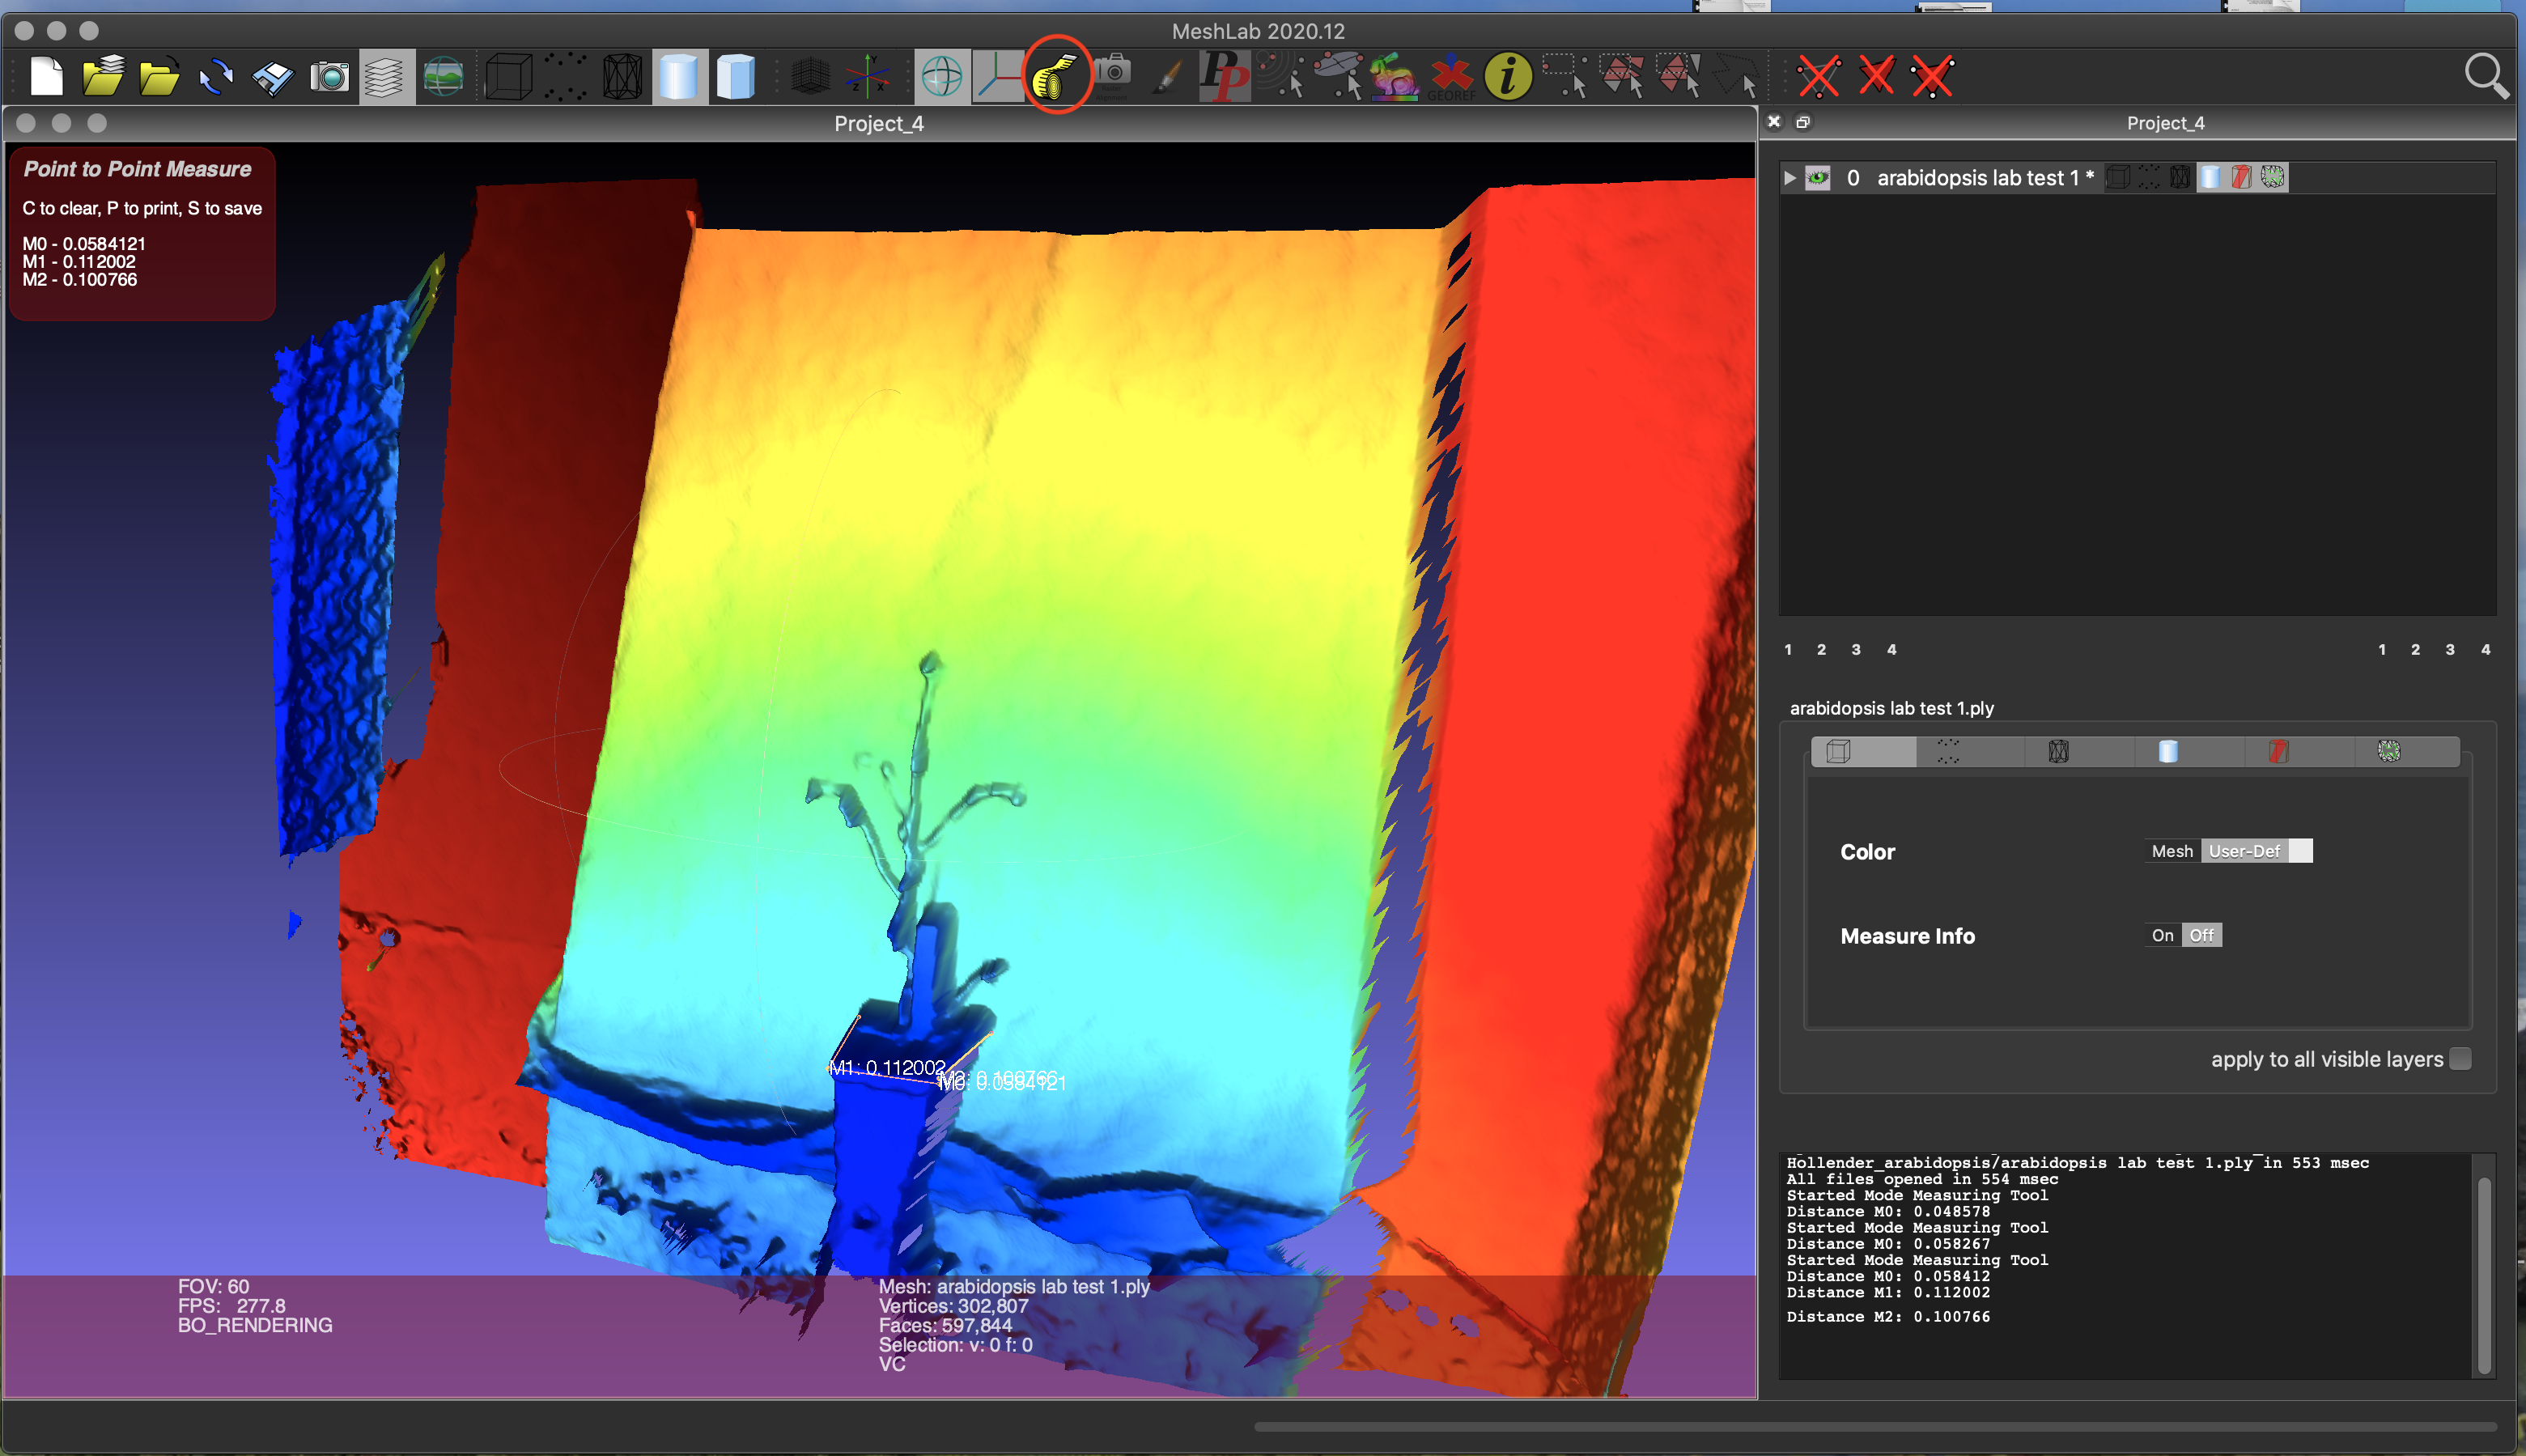 MeshLab 2020.12
GEOREF
Project_4
Point to Point Measure
C to clear, P to print, S to save
M0 - 0.0584121
M1 - 0.112002
M2 - 0.100766
M1: 0.112002
M2: 0.100766
M0: 0.0584121
FOV: 60
FPS: 277.8
BO_RENDERING
Mesh: arabidopsis lab test 1.ply
Vertices: 302,807
Faces: 597,844
Selection: v: 0 f: 0
VC
Project_4
0 arabidopsis lab test 1 *
1 2 3 4 1 2 3 4
arabidopsis lab test 1.ply
Color Mesh User-Def
Measure Info On Off
apply to all visible layers
Hollender_arabidopsis/arabidopsis lab test 1.ply in 553 msec
All files opened in 554 msec
Started Mode Measuring Tool
Distance M0: 0.048578
Started Mode Measuring Tool
Distance M0: 0.058267
Started Mode Measuring Tool
Distance M0: 0.058412
Distance M1: 0.112002
Distance M2: 0.100766